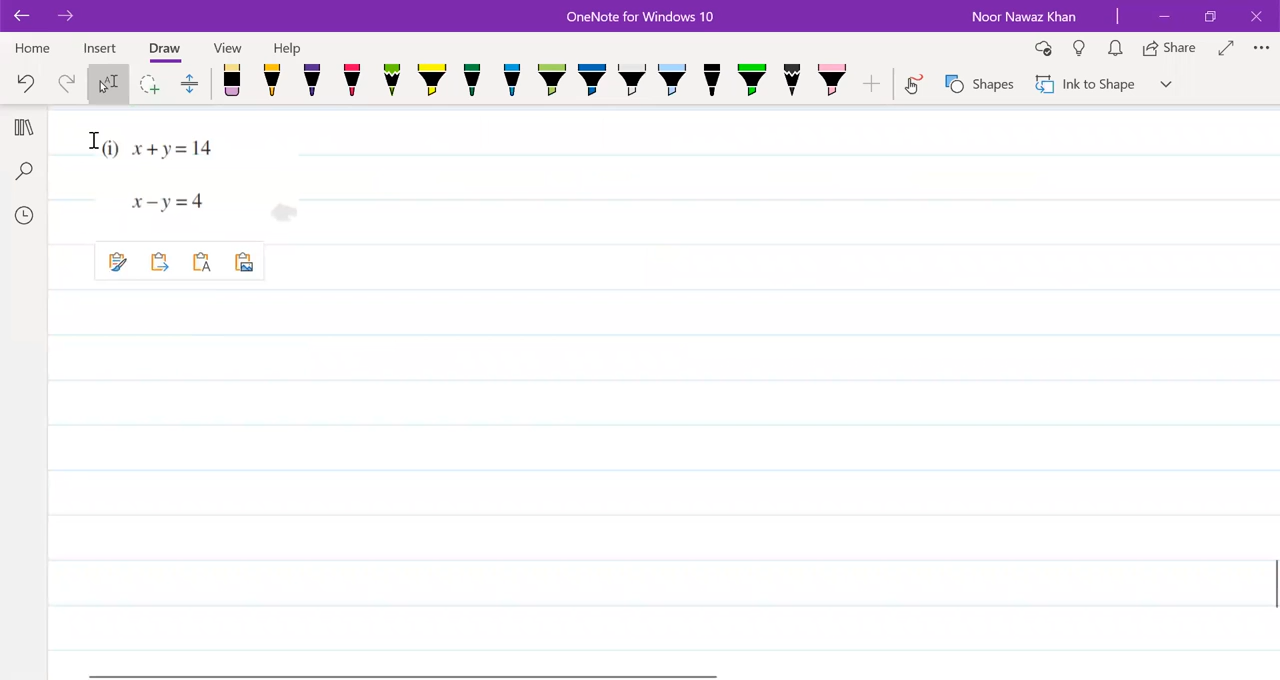 OneNote for Windows 10
Noor Nawaz Khan
Home Insert Draw View Help
Share
Shapes
Ink to Shape
(i) x + y = 14
x − y = 4